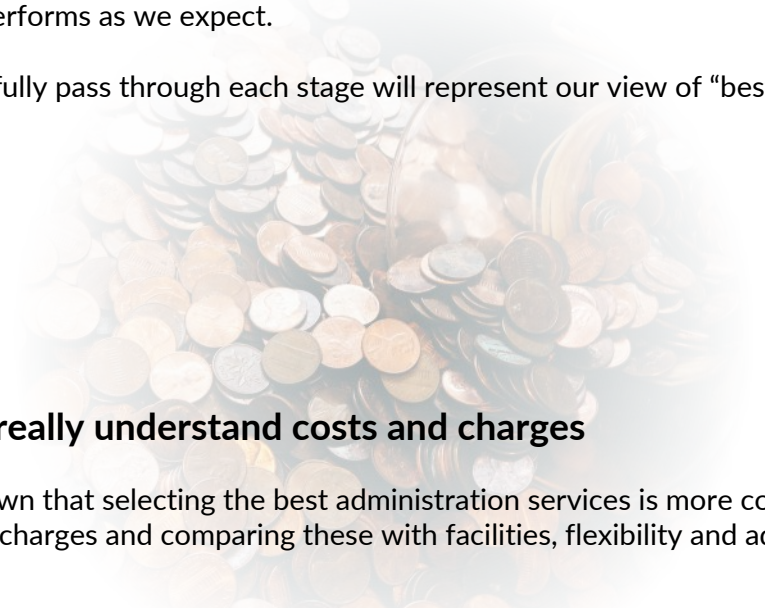 erforms as we expect.
fully pass through each stage will represent our view of “bes
really understand costs and charges
wn that selecting the best administration services is more co
charges and comparing these with facilities, flexibility and ad